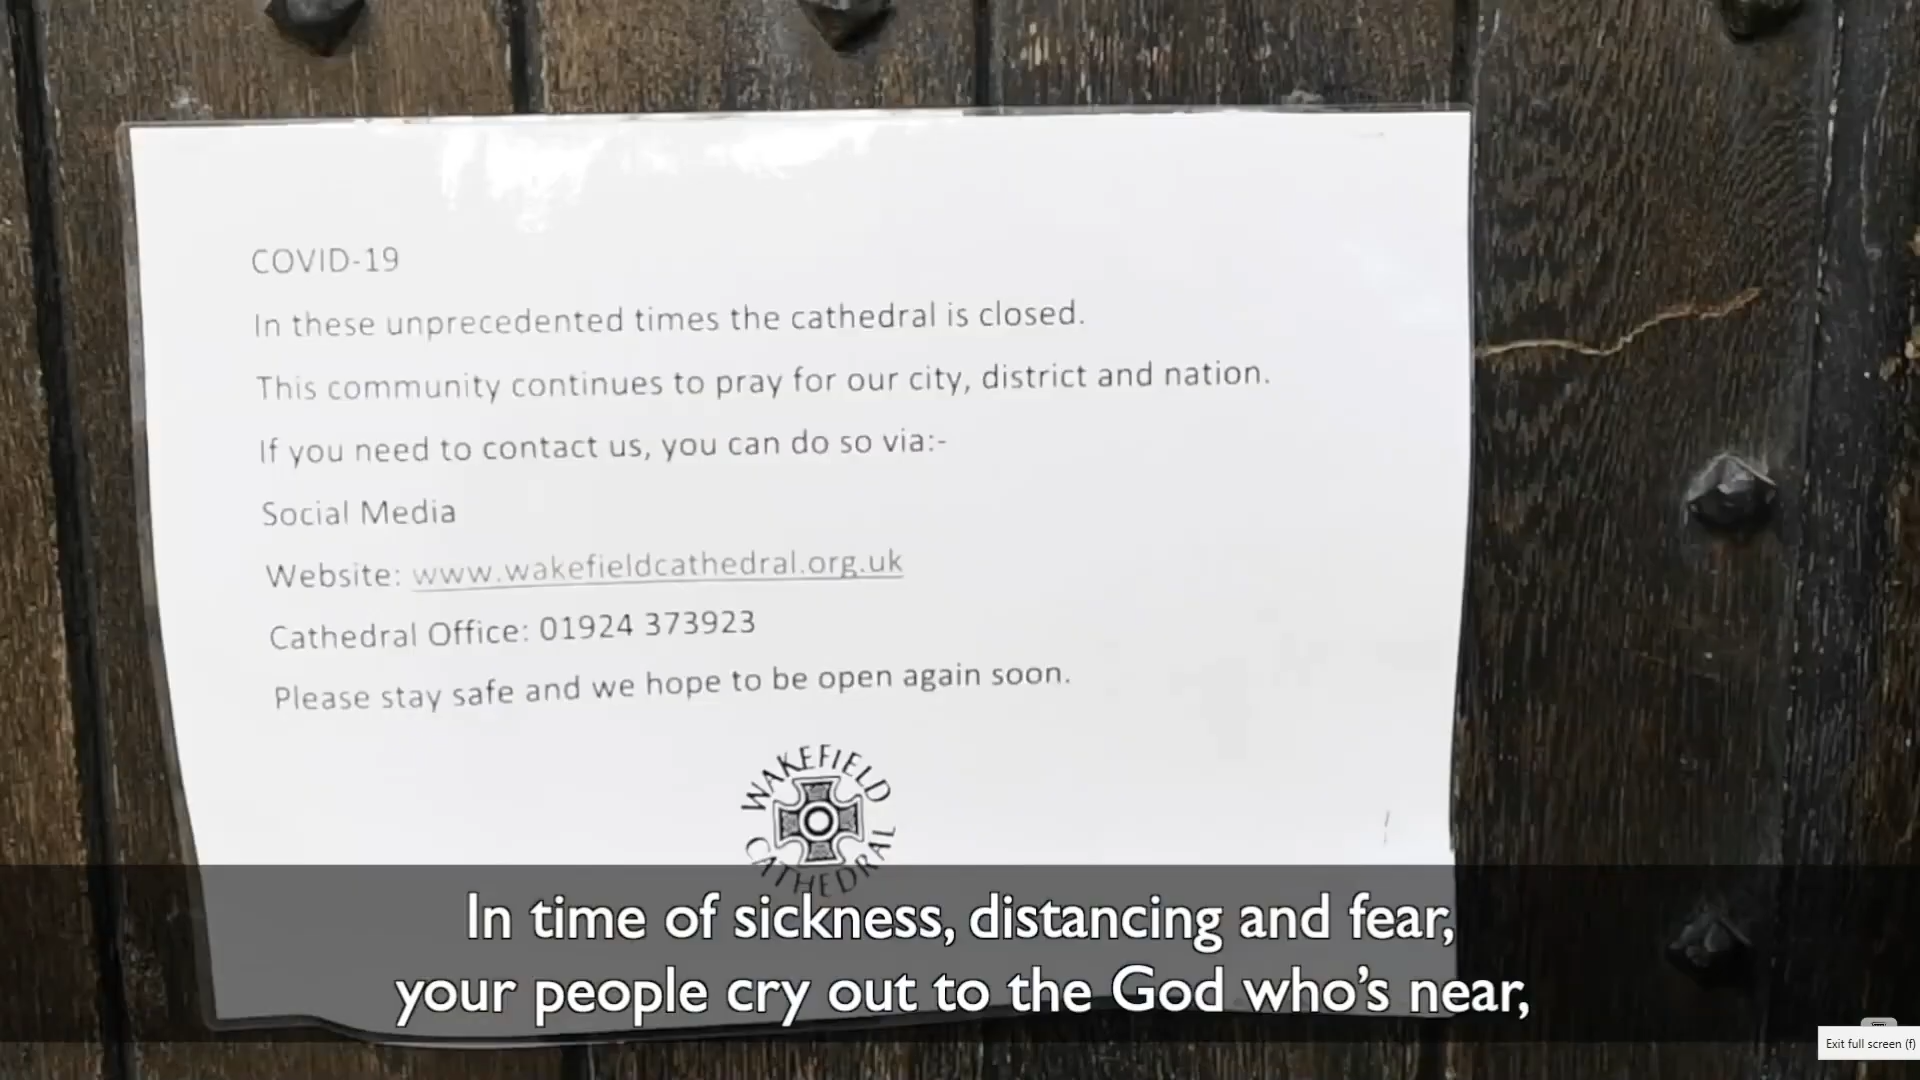 COVID-19
In these unprecedented times the cathedral is closed.
This community continues to pray for our city, district and nation.
If you need to contact us, you can do so via:-
Social Media
Website: www.wakefieldcathedral.org.uk
Cathedral Office: 01924 373923
Please stay safe and we hope to be open again soon.
WAKEFIELD
CATHEDRAL
In time of sickness, distancing and fear,
your people cry out to the God who's near,
Exit full screen (f)